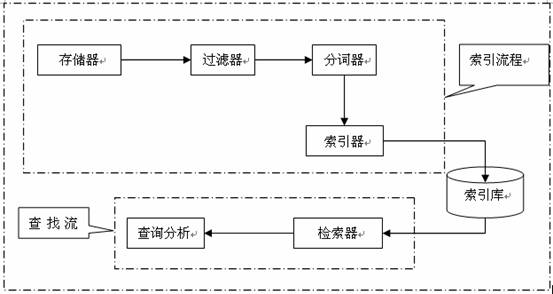 存储器
过滤器
分词器
索引流程
索引器
索引库
查 找 流
查询分析
检索器